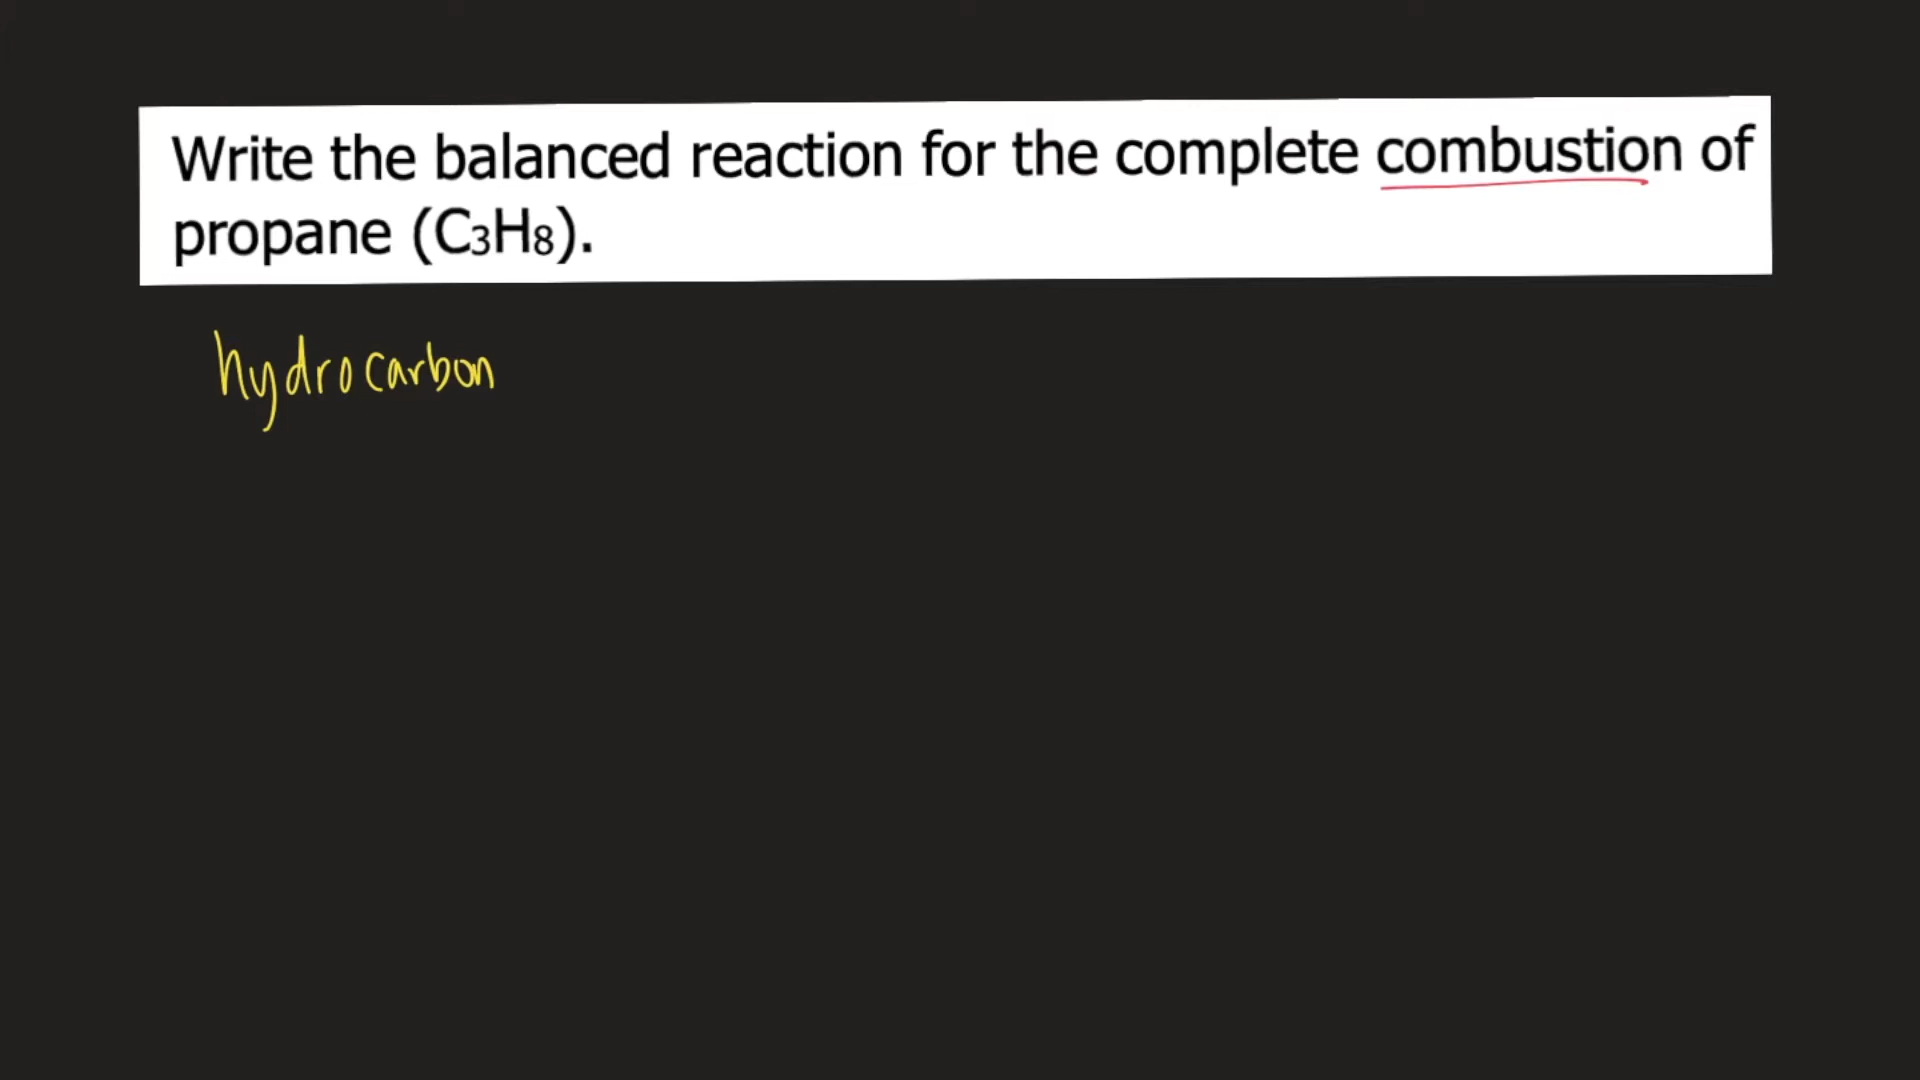 Write the balanced reaction for the complete combustion of
propane (C₃H₈).
hydrocarbon